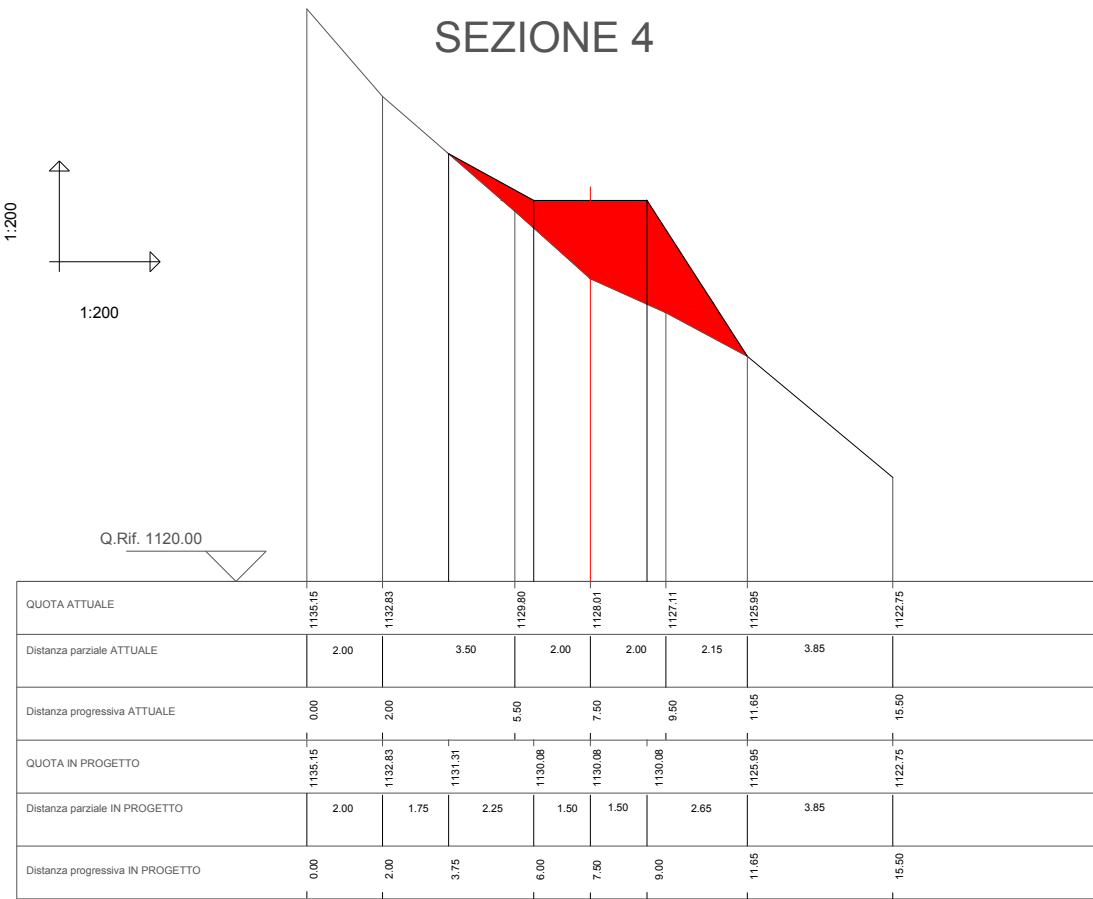 SEZIONE 4
1:200
1:200
Q.Rif. 1120.00
QUOTA ATTUALE 1135.15 1132.83 1129.80 1128.01 1127.11 1125.95 1122.75
Distanza parziale ATTUALE 2.00 3.50 2.00 2.00 2.15 3.85
Distanza progressiva ATTUALE 0.00 2.00 5.50 7.50 9.50 11.65 15.50
QUOTA IN PROGETTO 1135.15 1132.83 1131.31 1130.08 1130.08 1130.08 1125.95 1122.75
Distanza parziale IN PROGETTO 2.00 1.75 2.25 1.50 1.50 2.65 3.85
Distanza progressiva IN PROGETTO 0.00 2.00 3.75 6.00 7.50 9.00 11.65 15.50